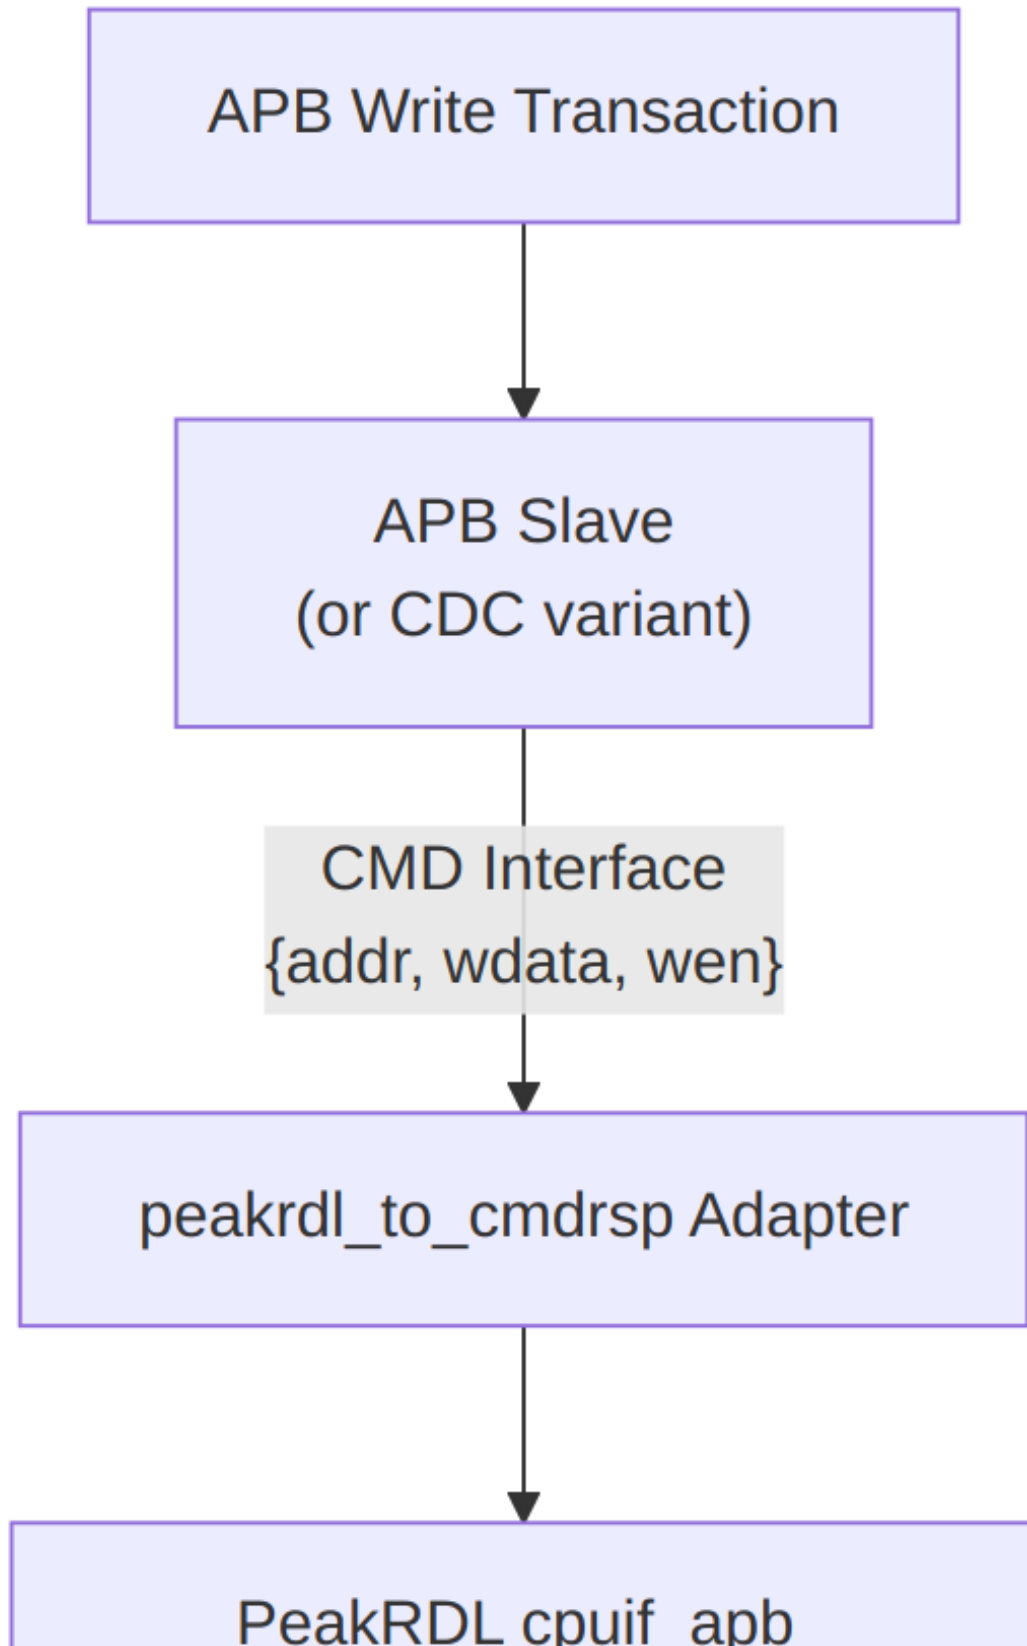 APB Write Transaction
APB Slave
(or CDC variant)
CMD Interface
{addr, wdata, wen}
peakrdl_to_cmdrsp Adapter
PeakRDL cpuif_apb